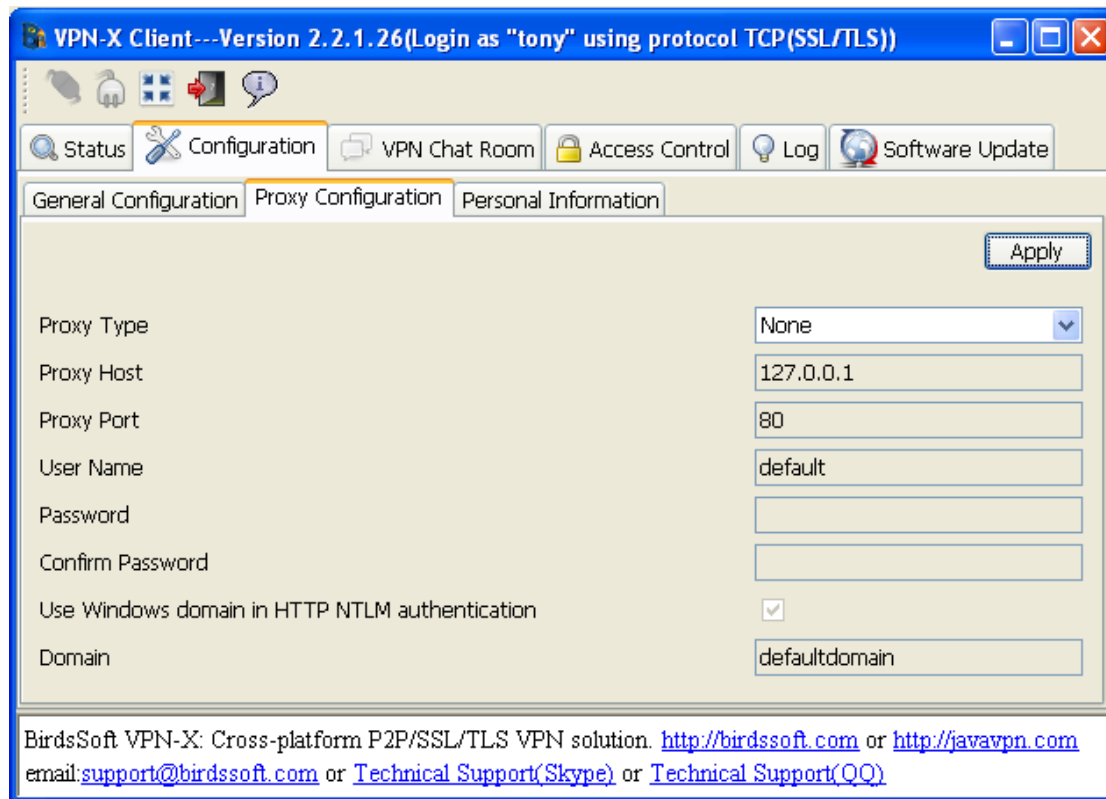 VPN-X Client---Version 2.2.1.26(Login as "tony" using protocol TCP(SSL/TLS))
Status Configuration VPN Chat Room Access Control Log Software Update
General Configuration Proxy Configuration Personal Information
Apply
Proxy Type None
Proxy Host 127.0.0.1
Proxy Port 80
User Name default
Password
Confirm Password
Use Windows domain in HTTP NTLM authentication
Domain defaultdomain
BirdsSoft VPN-X: Cross-platform P2P/SSL/TLS VPN solution. http://birdssoft.com or http://javavpn.com
email:support@birdssoft.com or Technical Support(Skype) or Technical Support(QQ)